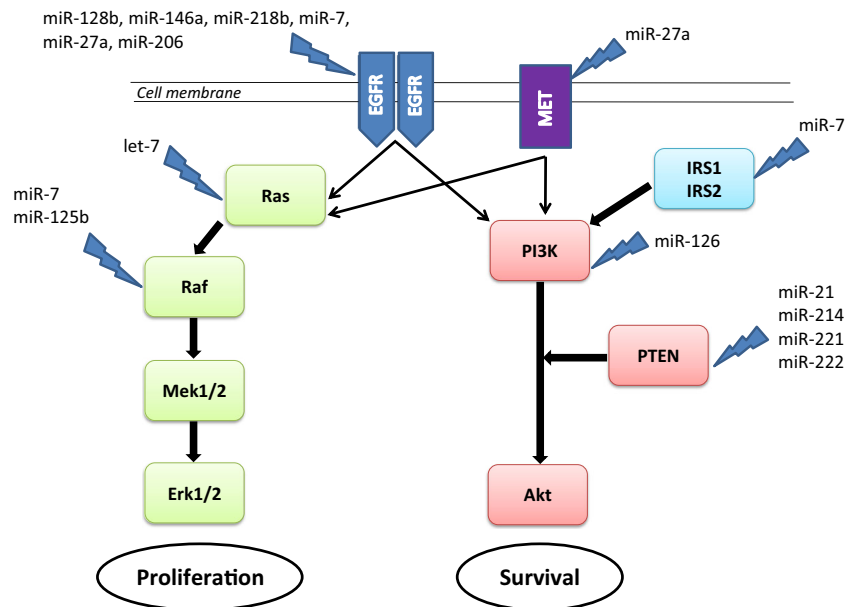 miR-128b, miR-146a, miR-218b, miR-7,
miR-27a, miR-206
miR-27a
Cell membrane
EGFR
EGFR
MET
let-7
miR-7
IRS1
IRS2
Ras
miR-7
miR-125b
miR-126
PI3K
Raf
miR-21
miR-214
miR-221
miR-222
PTEN
Mek1/2
Erk1/2
Akt
Proliferation
Survival